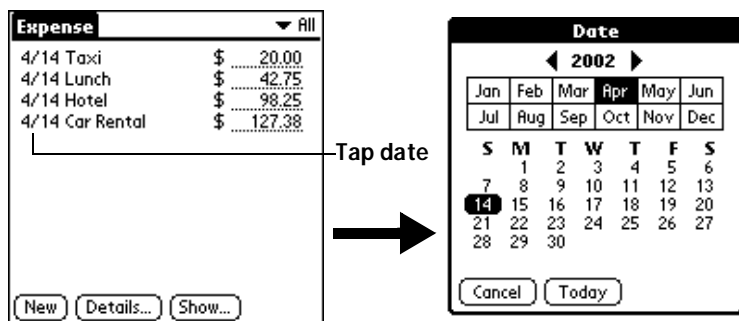 Expense
All
4/14 Taxi $ 20.00
4/14 Lunch $ 42.75
4/14 Hotel $ 98.25
4/14 Car Rental $ 127.38
New Details... Show...
Tap date
Date
2002
Jan Feb Mar Apr May Jun
Jul Aug Sep Oct Nov Dec
S M T W T F S
1 2 3 4 5 6
7 8 9 10 11 12 13
14 15 16 17 18 19 20
21 22 23 24 25 26 27
28 29 30
Cancel Today